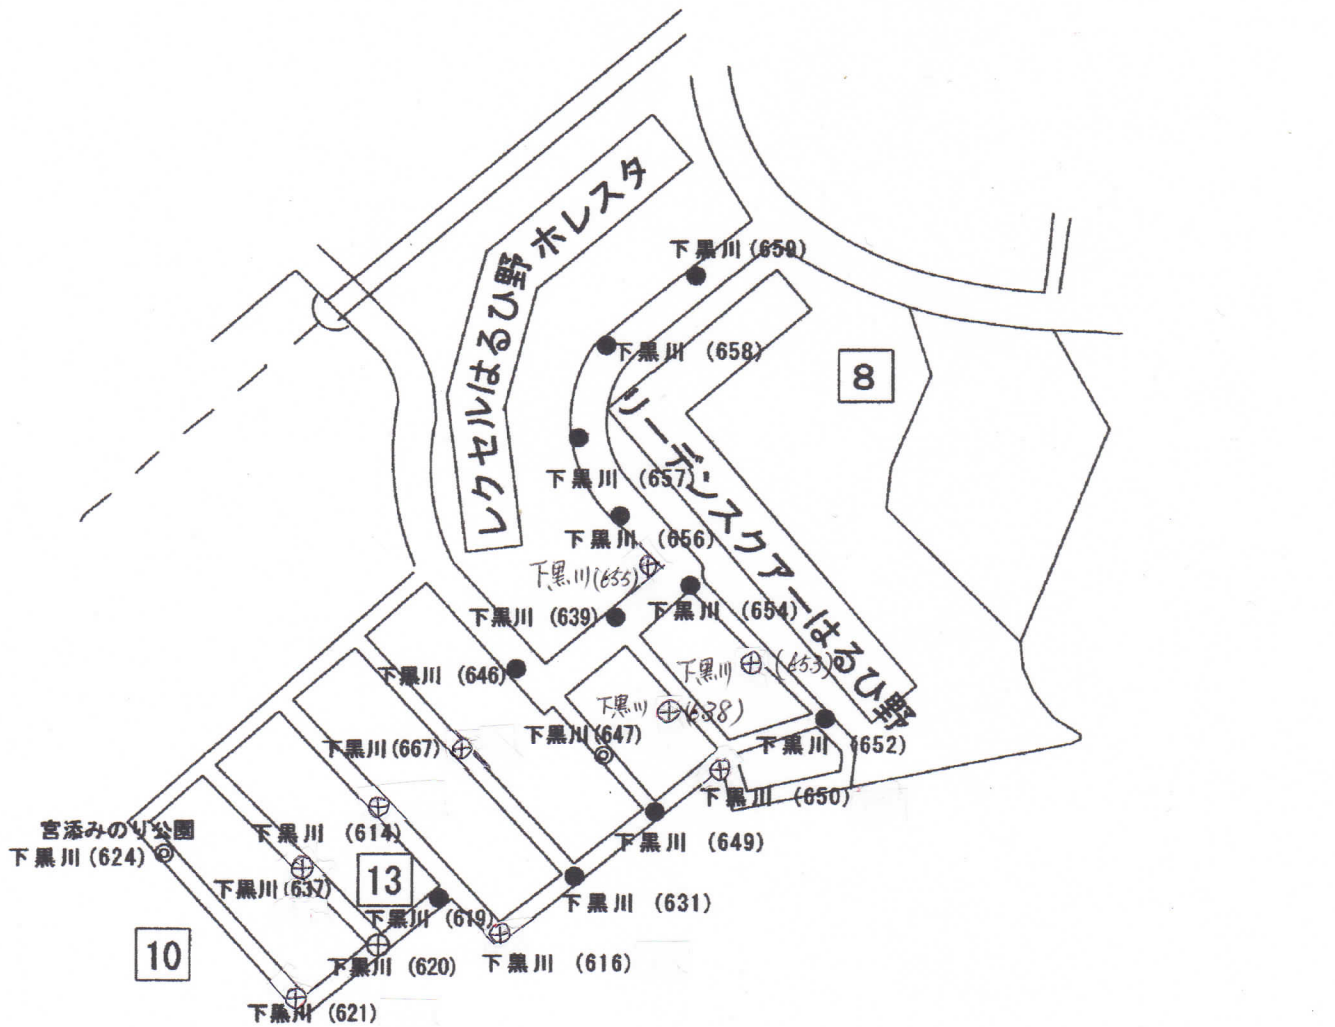 レクセルはるひ野ホレスタ
下黒川(659)
下黒川 (658)
8
リーデンスクアーはるひ野
下黒川 (657)
下黒川 (656)
下黒川(655)
下黒川 (639)
下黒川 (654)
下黒川 (646)
下黒川 (653)
下黒川 (638)
下黒川(667)
下黒川(647)
下黒川 (652)
下黒川 (650)
宮添みのり公園
下黒川(624)
下黒川 (614)
下黒川 (649)
下黒川(637)
13
下黒川 (631)
下黒川 (619)
10
下黒川 (620)
下黒川 (616)
下黒川 (621)